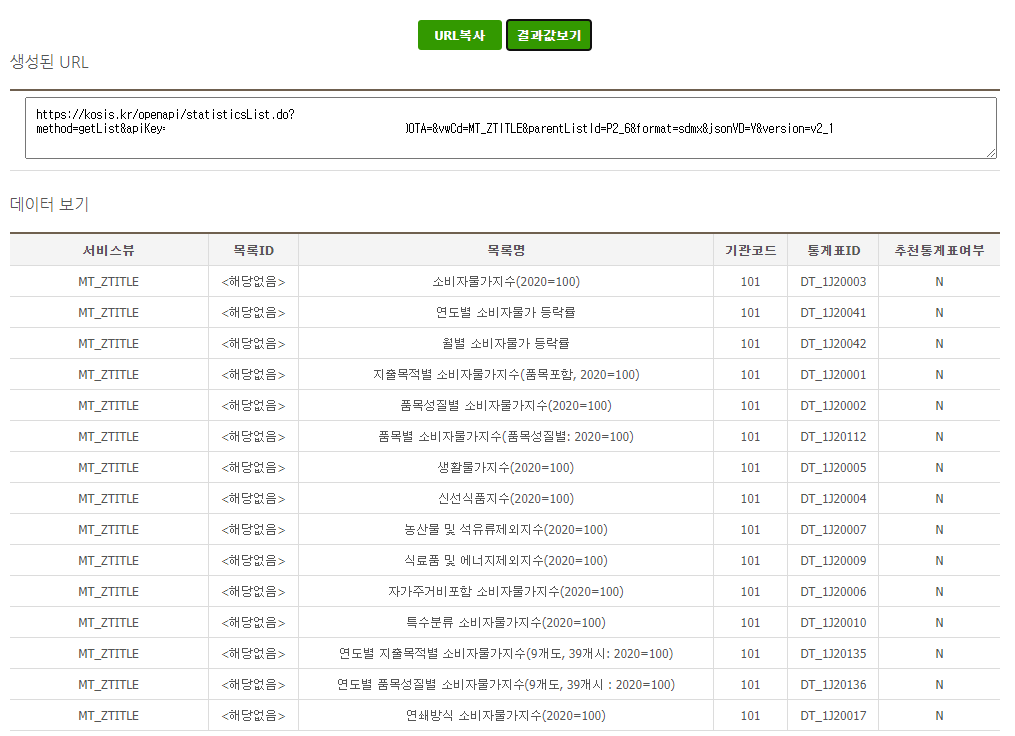 URL복사 결과값보기
생성된 URL
https://kosis.kr/openapi/statisticsList.do?
method=getList&apiKey= OTA=&vwCd=MT_ZTITLE&parentListId=P2_6&format=sdmx&jsonVD=Y&version=v2_1
데이터 보기
서비스뷰 목록ID 목록명 기관코드 통계표ID 추천통계표여부
MT_ZTITLE <해당없음> 소비자물가지수(2020=100) 101 DT_1J20003 N
MT_ZTITLE <해당없음> 연도별 소비자물가 등락률 101 DT_1J20041 N
MT_ZTITLE <해당없음> 월별 소비자물가 등락률 101 DT_1J20042 N
MT_ZTITLE <해당없음> 지출목적별 소비자물가지수(품목포함, 2020=100) 101 DT_1J20001 N
MT_ZTITLE <해당없음> 품목성질별 소비자물가지수(2020=100) 101 DT_1J20002 N
MT_ZTITLE <해당없음> 품목별 소비자물가지수(품목성질별: 2020=100) 101 DT_1J20112 N
MT_ZTITLE <해당없음> 생활물가지수(2020=100) 101 DT_1J20005 N
MT_ZTITLE <해당없음> 신선식품지수(2020=100) 101 DT_1J20004 N
MT_ZTITLE <해당없음> 농산물 및 석유류제외지수(2020=100) 101 DT_1J20007 N
MT_ZTITLE <해당없음> 식료품 및 에너지제외지수(2020=100) 101 DT_1J20009 N
MT_ZTITLE <해당없음> 자가주거비포함 소비자물가지수(2020=100) 101 DT_1J20006 N
MT_ZTITLE <해당없음> 특수분류 소비자물가지수(2020=100) 101 DT_1J20010 N
MT_ZTITLE <해당없음> 연도별 지출목적별 소비자물가지수(9개도, 39개시: 2020=100) 101 DT_1J20135 N
MT_ZTITLE <해당없음> 연도별 품목성질별 소비자물가지수(9개도, 39개시 : 2020=100) 101 DT_1J20136 N
MT_ZTITLE <해당없음> 연쇄방식 소비자물가지수(2020=100) 101 DT_1J20017 N